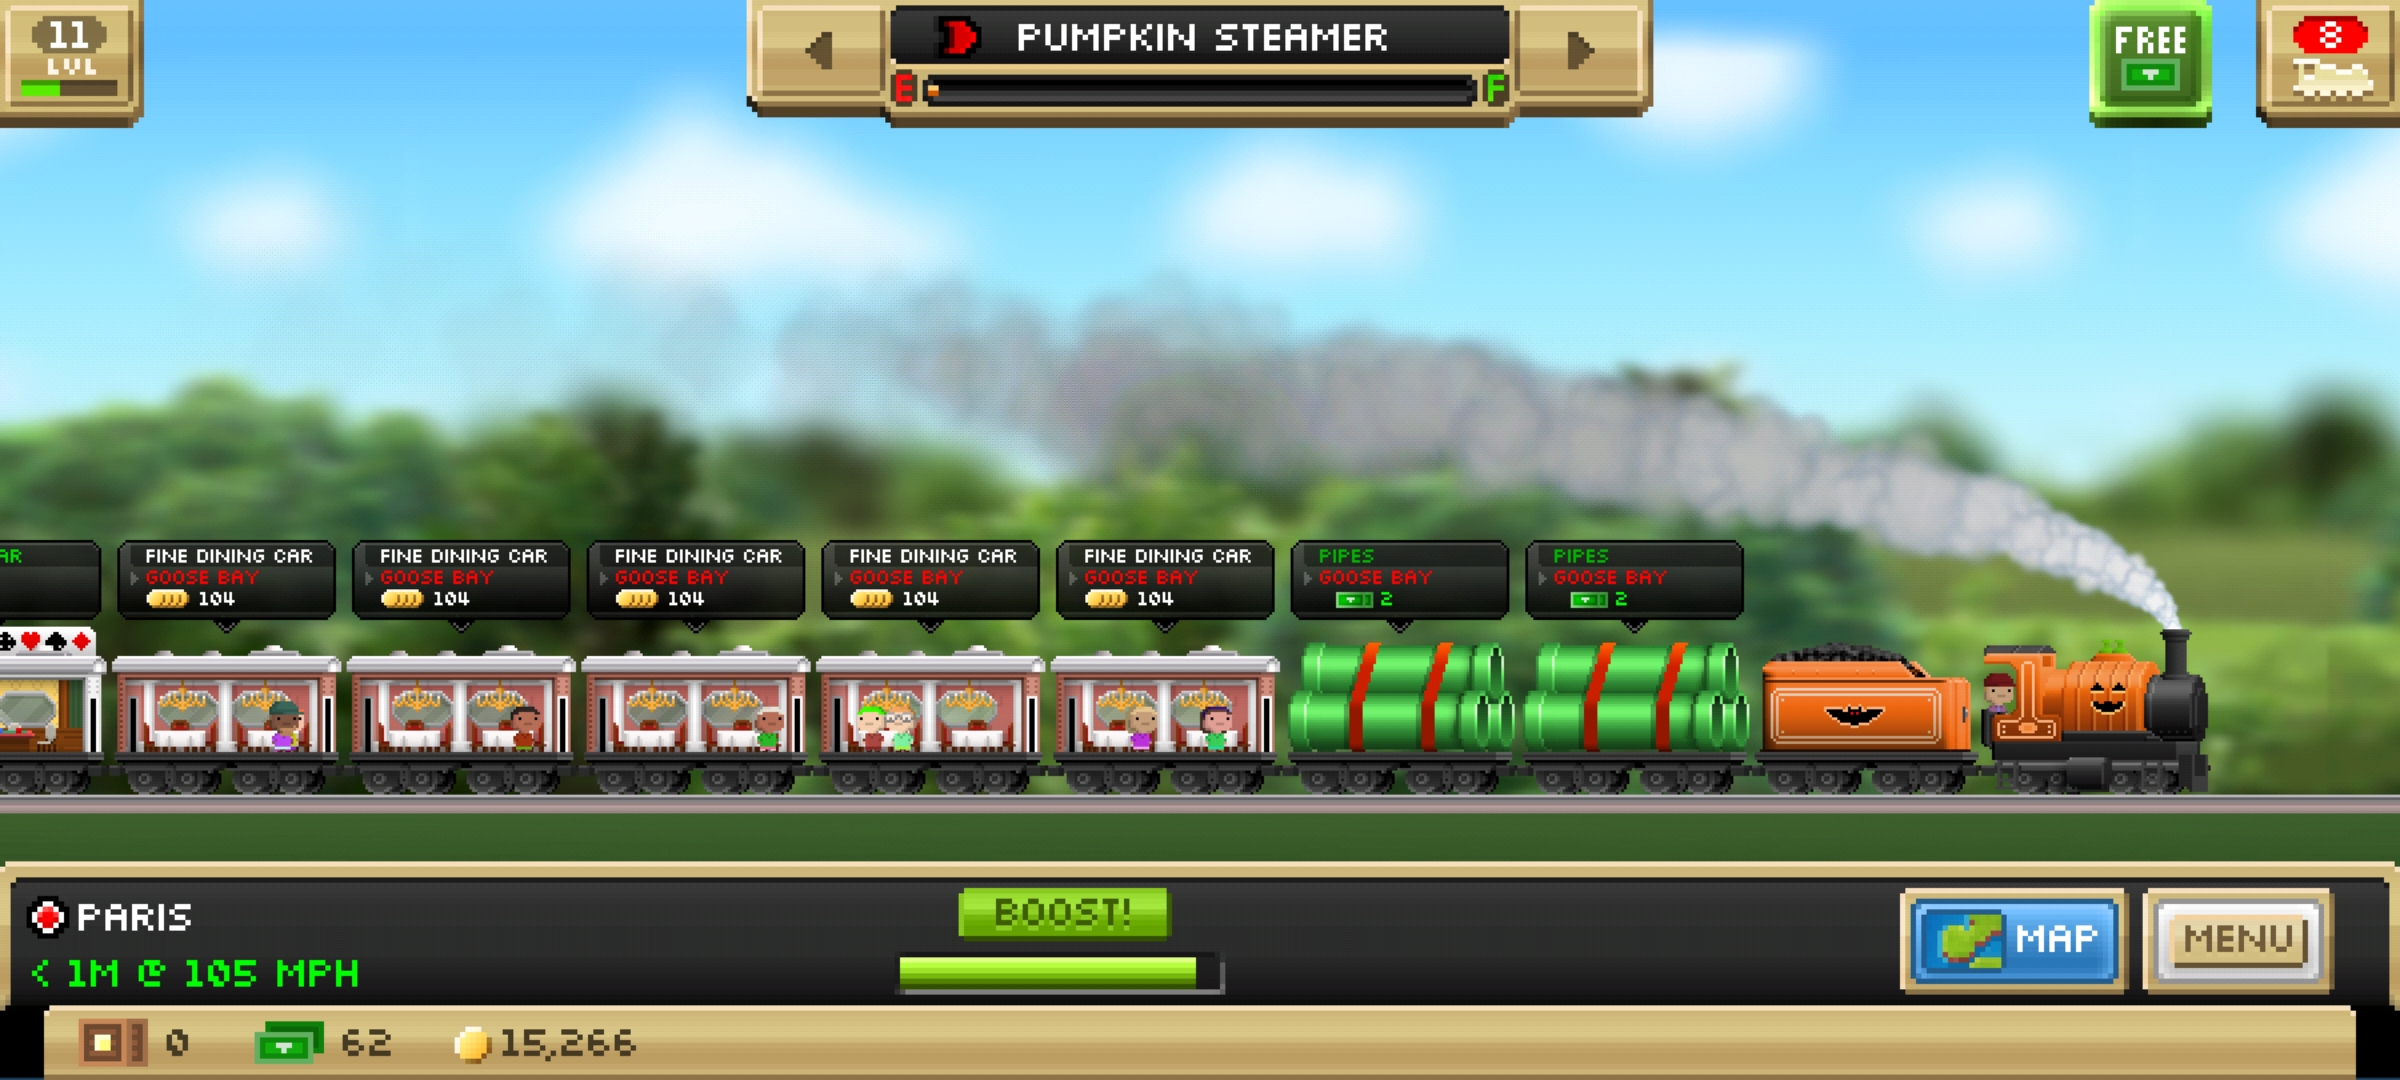 11
LVL
PUMPKIN STEAMER
E F
FREE
8
AR
FINE DINING CAR
GOOSE BAY
104
FINE DINING CAR
GOOSE BAY
104
FINE DINING CAR
GOOSE BAY
104
FINE DINING CAR
GOOSE BAY
104
FINE DINING CAR
GOOSE BAY
104
PIPES
GOOSE BAY
2
PIPES
GOOSE BAY
2
PARIS
< 1M @ 105 MPH
BOOST!
MAP
MENU
0
62
15,266